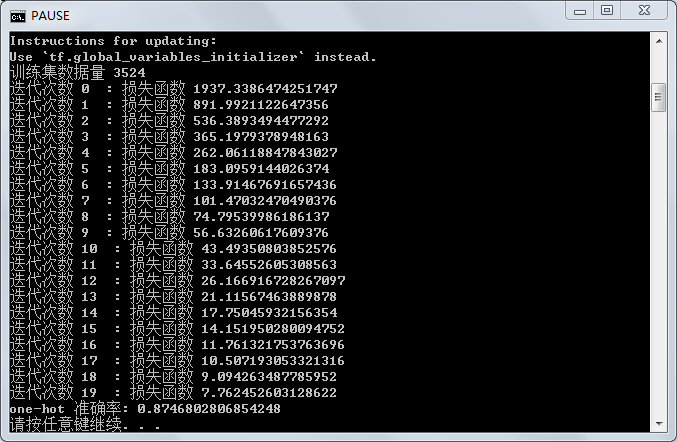 PAUSE
Instructions for updating:
Use `tf.global_variables_initializer` instead.
训练集数据量 3524
迭代次数 0 : 损失函数 1937.3386474251747
迭代次数 1 : 损失函数 891.9921122647356
迭代次数 2 : 损失函数 536.3893494477292
迭代次数 3 : 损失函数 365.1979378948163
迭代次数 4 : 损失函数 262.06118847843027
迭代次数 5 : 损失函数 183.0959144026374
迭代次数 6 : 损失函数 133.91467691657436
迭代次数 7 : 损失函数 101.47032470490376
迭代次数 8 : 损失函数 74.79539986186137
迭代次数 9 : 损失函数 56.63260617609376
迭代次数 10 : 损失函数 43.49350803852576
迭代次数 11 : 损失函数 33.64552605308563
迭代次数 12 : 损失函数 26.166916728267097
迭代次数 13 : 损失函数 21.11567463889878
迭代次数 14 : 损失函数 17.75045932156354
迭代次数 15 : 损失函数 14.151950280094752
迭代次数 16 : 损失函数 11.761321753763696
迭代次数 17 : 损失函数 10.507193053321316
迭代次数 18 : 损失函数 9.094263487785952
迭代次数 19 : 损失函数 7.762452603128622
one-hot 准确率: 0.8746802806854248
请按任意键继续. . .